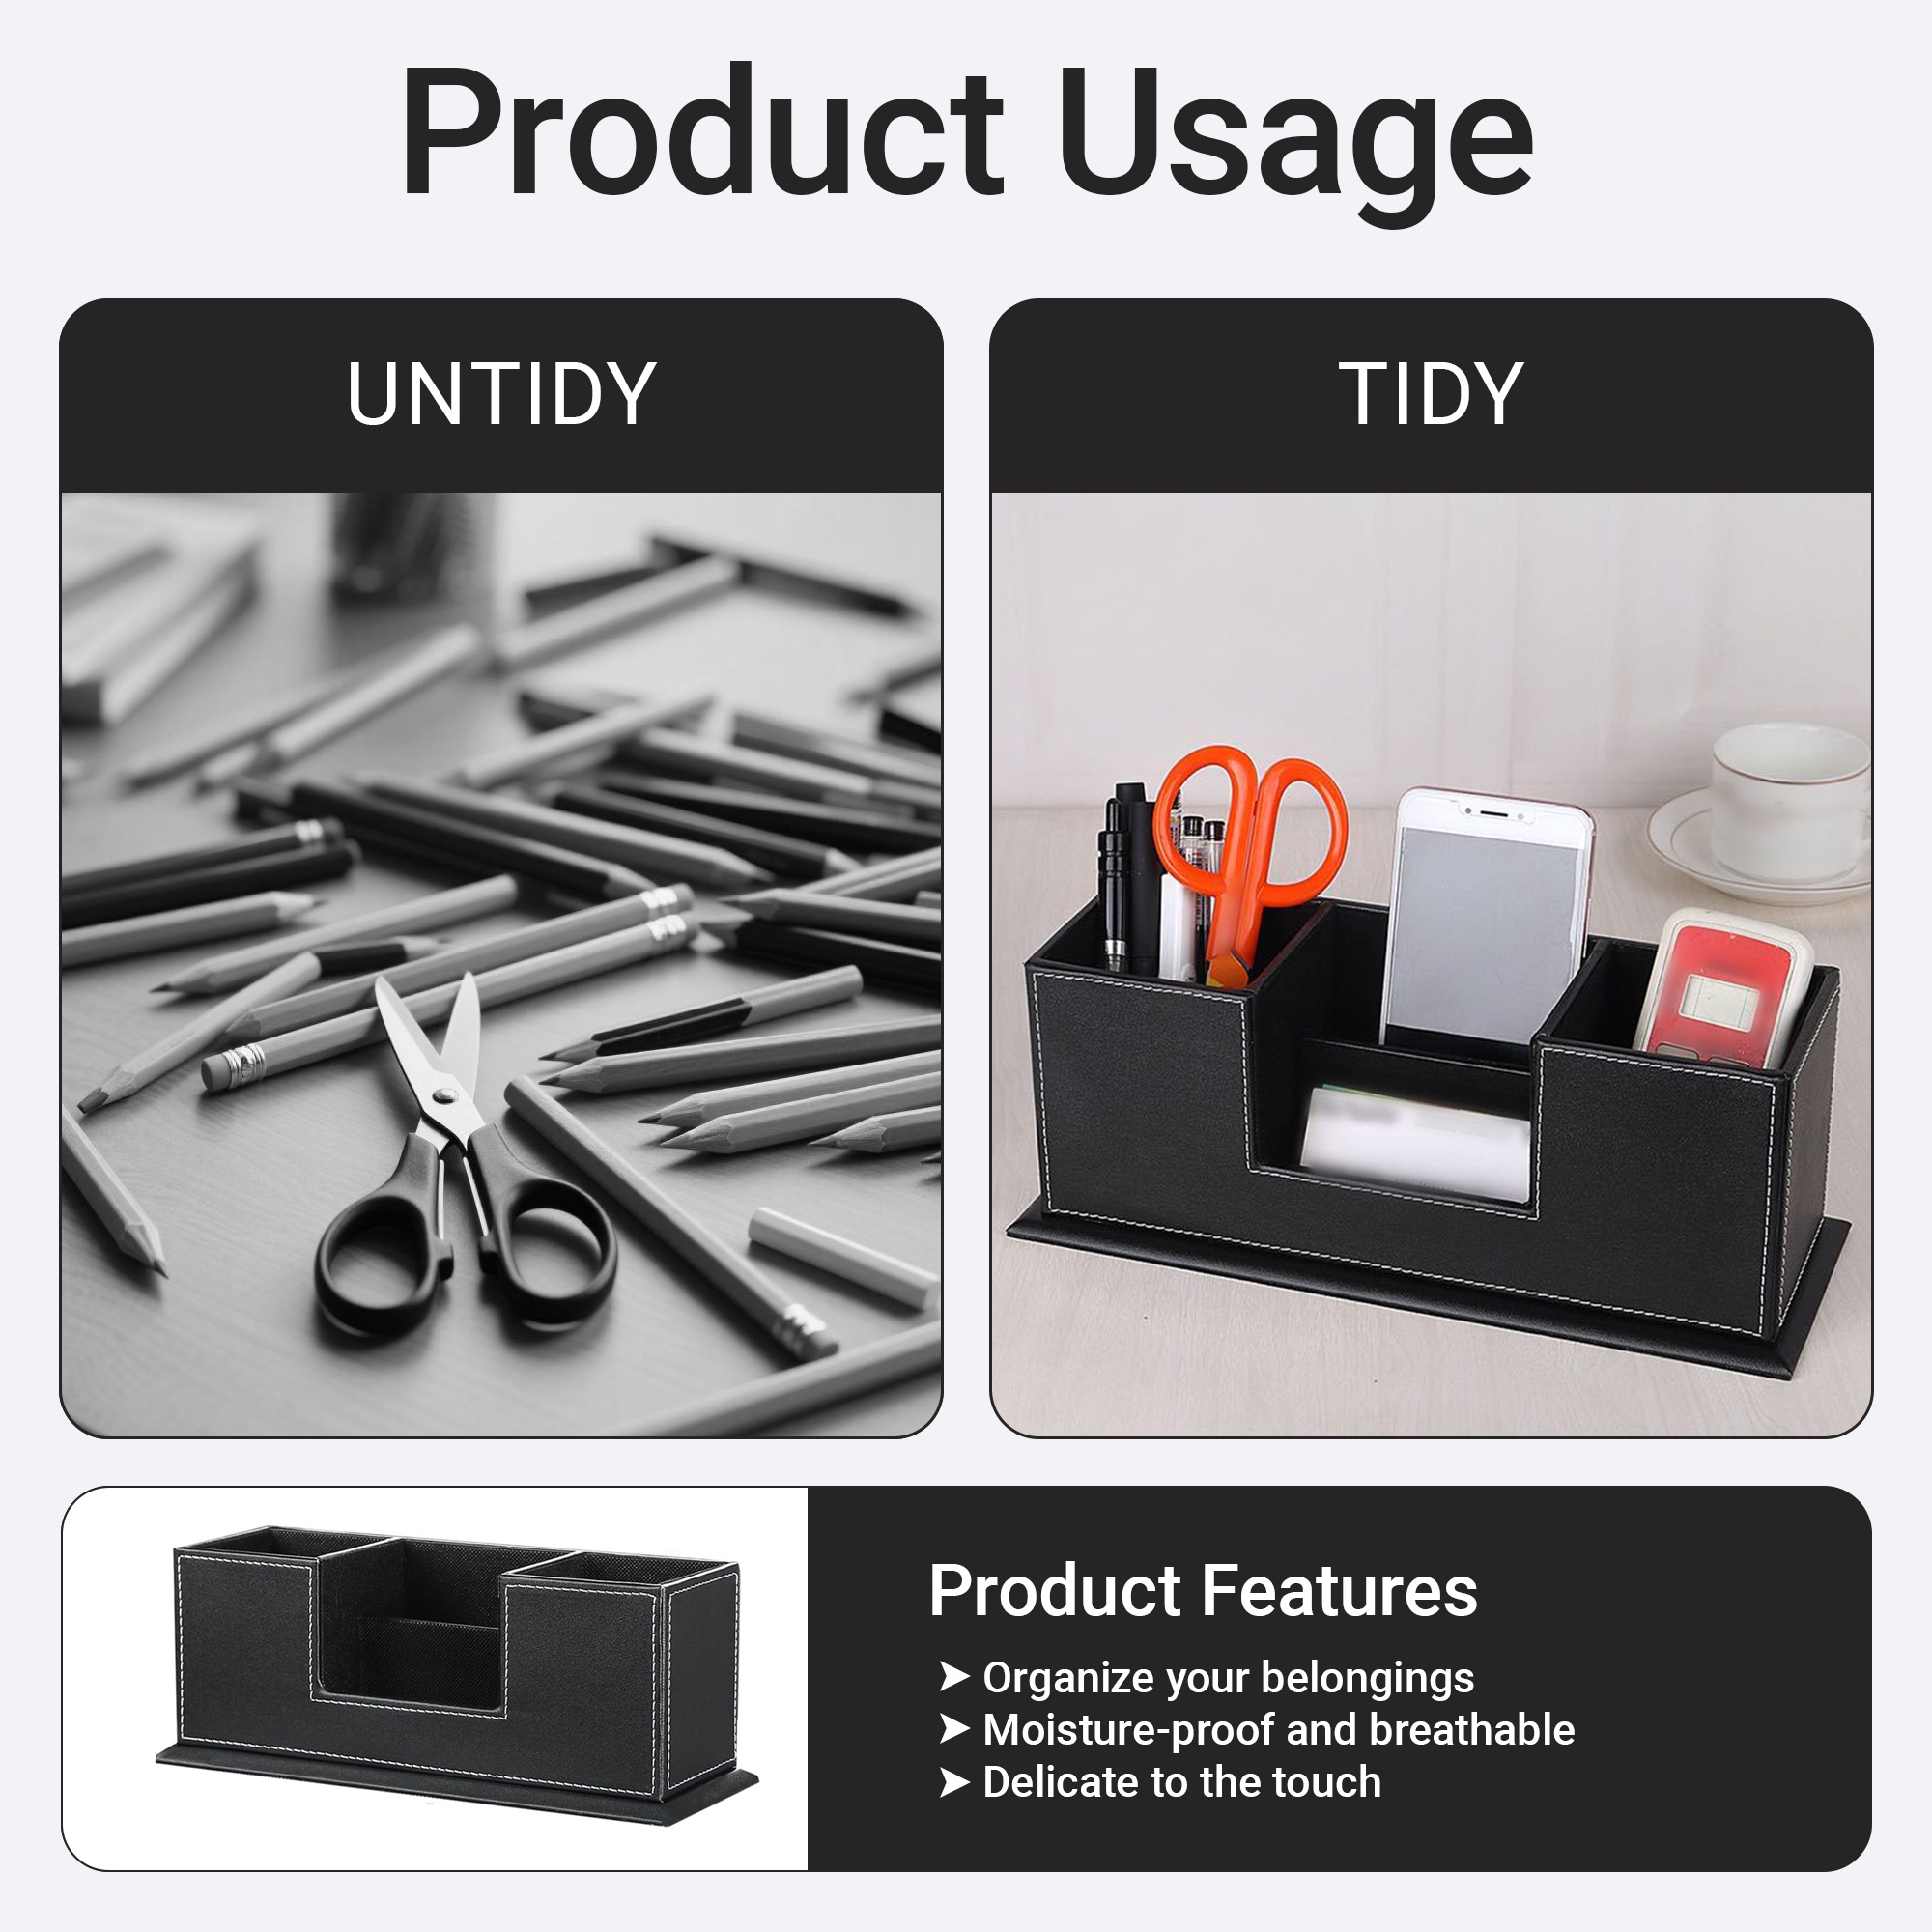 Product Usage
UNTIDY
TIDY
Product Features
➤ Organize your belongings
➤ Moisture-proof and breathable
➤ Delicate to the touch